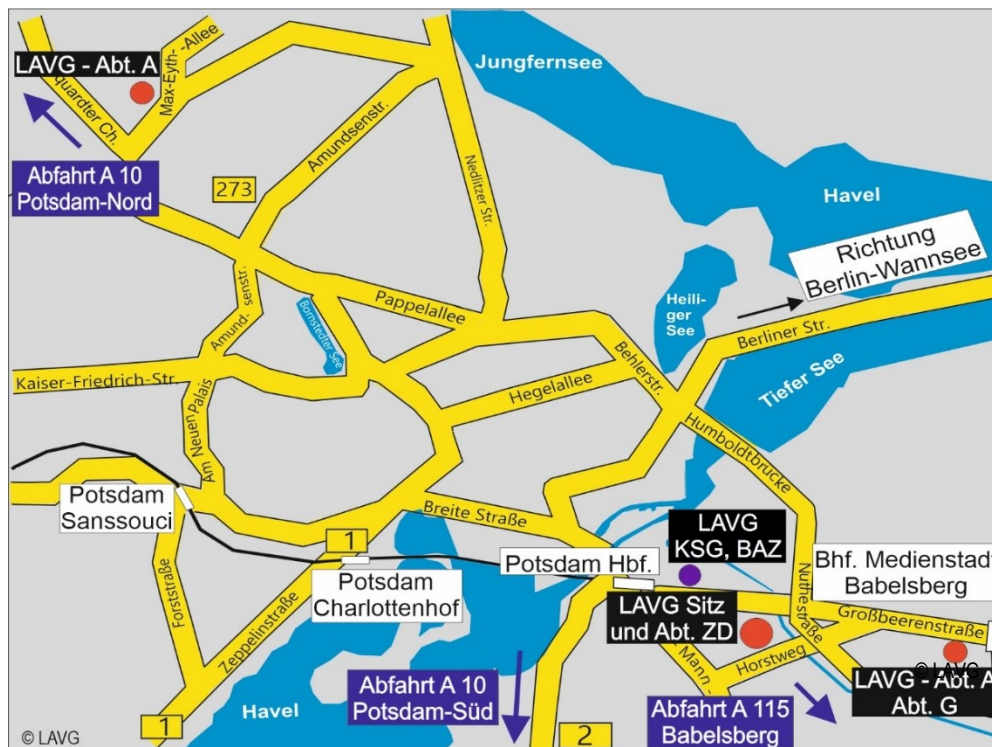 Jungfernsee
LAVG - Abt. A
Max-Eyth-
-Allee
quardter Ch.
Amundsenstr.
Nedlitzer Str.
Abfahrt A 10
Potsdam-Nord
273
Havel
Richtung
Berlin-Wannsee
Heili-
ger
See
Berliner Str.
Amund-
senstr.
Bornstedter See
Pappelallee
Behlerstr.
Tiefer See
Kaiser-Friedrich-Str.
Hegelallee
Am Neuen
Palais
Humboldtbrücke
Potsdam
Sanssouci
Breite Straße
LAVG
KSG, BAZ
1
Potsdam Hbf.
Bhf. Medienstadt
Babelsberg
Potsdam
Charlottenhof
LAVG Sitz
und Abt. ZD
Nuthestraße
Großbeerenstraße
Forststraße
Zeppelinstraße
Mann-
Horstweg
© LAVG
LAVG - Abt. A
Abt. G
Abfahrt A 10
Potsdam-Süd
Abfahrt A 115
Babelsberg
Havel
1
2
© LAVG